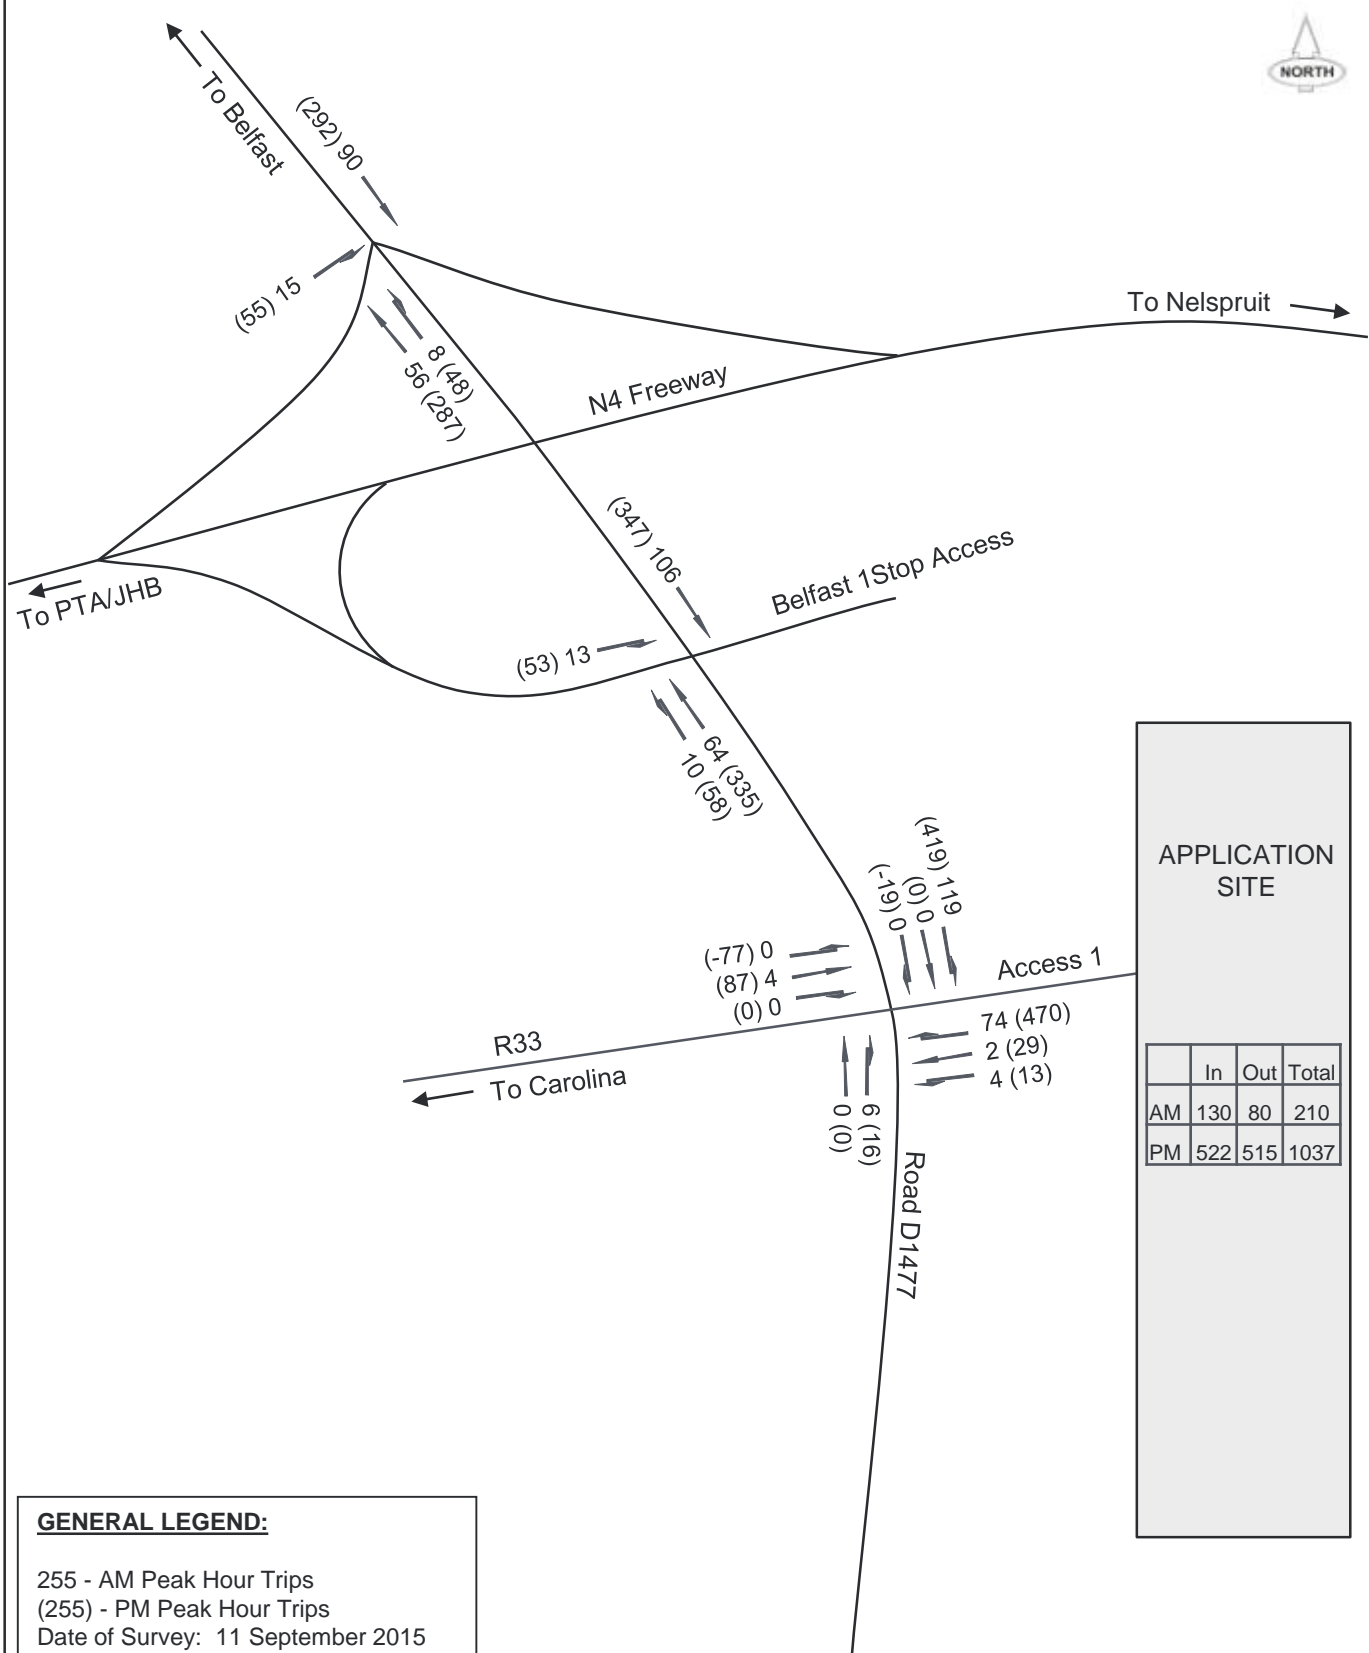 NORTH
To Belfast
(292) 90
(55) 15
To Nelspruit
8 (48)
56 (287)
N4 Freeway
(347) 106
Belfast 1Stop Access
To PTA/JHB
(53) 13
64 (335)
10 (58)
APPLICATION
SITE
(419) 119
(0) 0
(-19) 0
(-77) 0
(87) 4
(0) 0
Access 1
74 (470)
2 (29)
4 (13)
R33
To Carolina
0 (0)
6 (16)
Road D1477
In Out Total
AM 130 80 210
PM 522 515 1037
GENERAL LEGEND:
255 - AM Peak Hour Trips
(255) - PM Peak Hour Trips
Date of Survey: 11 September 2015